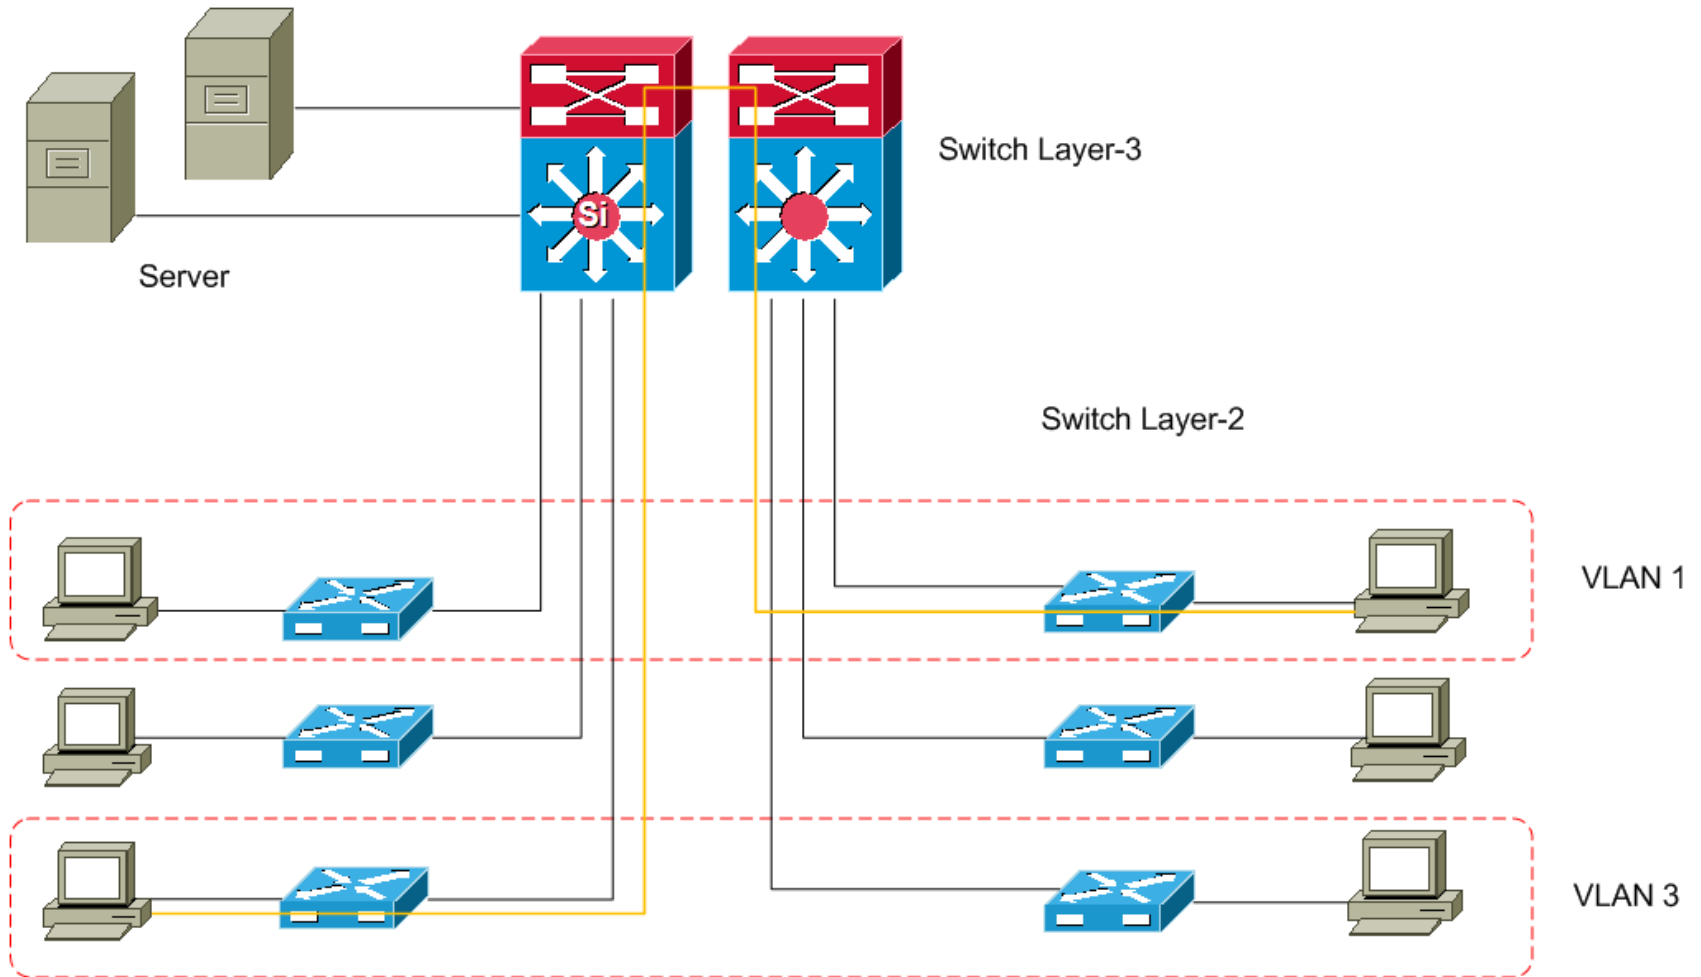 Si
Switch Layer-3
Server
Switch Layer-2
VLAN 1
VLAN 3